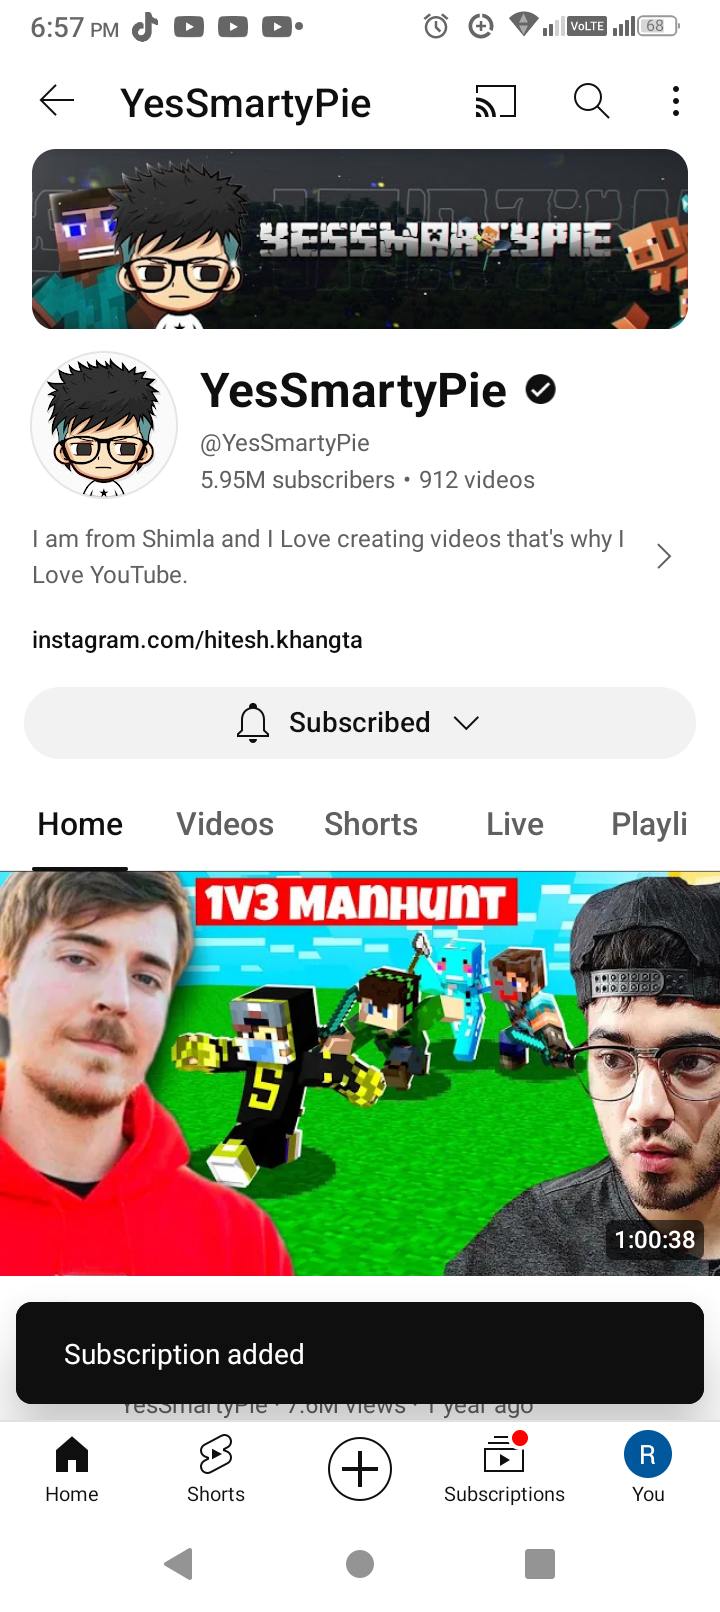 6:57 PM
VoLTE
68
YesSmartyPie
YESSMARTYPIE
YesSmartyPie
@YesSmartyPie
5.95M subscribers • 912 videos
I am from Shimla and I Love creating videos that's why I
Love YouTube.
instagram.com/hitesh.khangta
Subscribed
Home Videos Shorts Live Playli
1V3 MANHUNT
S
1:00:38
Subscription added
YesSmartyPie · 7.6M views · 1 year ago
R
Home Shorts Subscriptions You